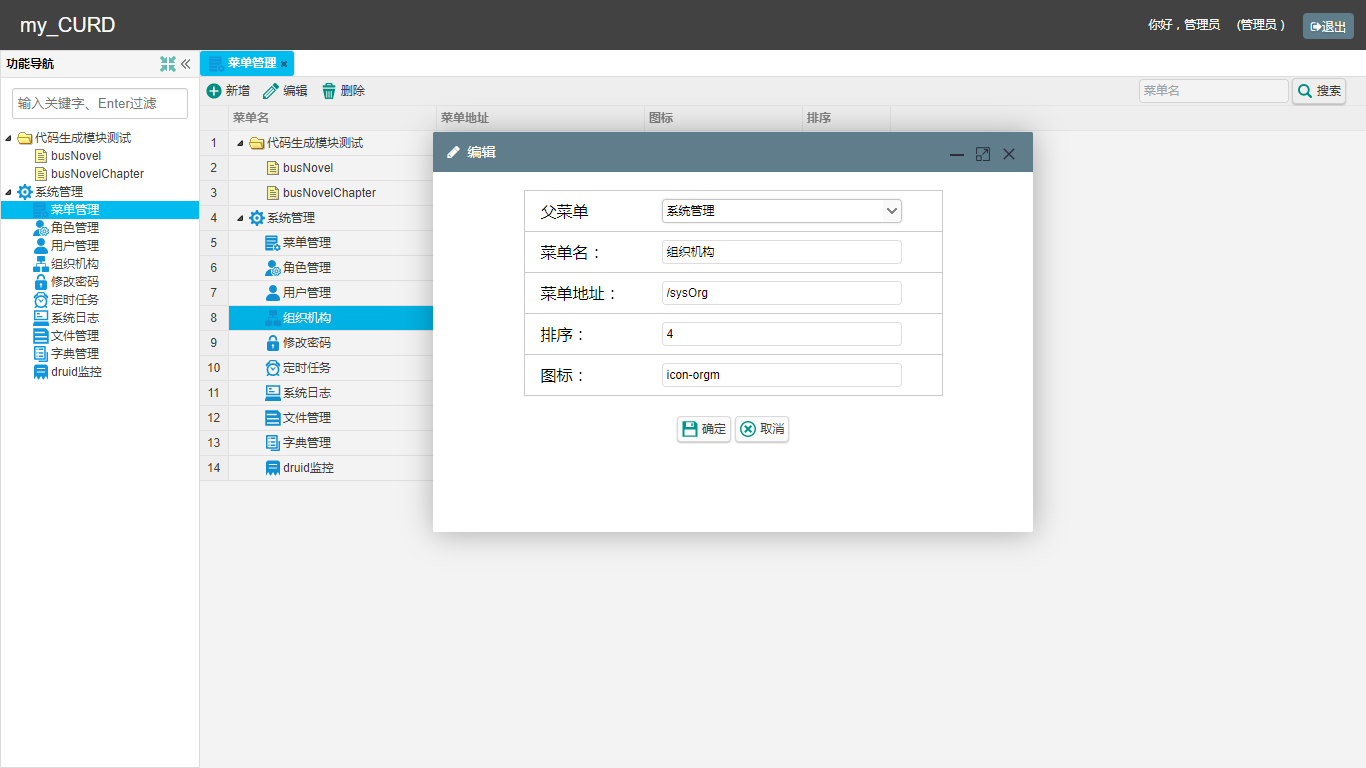 my_CURD
你好，管理员 （管理员） 退出
功能导航
菜单管理
输入关键字、Enter过滤
代码生成模块测试
busNovel
busNovelChapter
系统管理
菜单管理
角色管理
用户管理
组织机构
修改密码
定时任务
系统日志
文件管理
字典管理
druid监控
新增 编辑 删除 菜单名 搜索
菜单名 菜单地址 图标 排序
1 代码生成模块测试
2 busNovel
3 busNovelChapter
4 系统管理
5 菜单管理
6 角色管理
7 用户管理
8 组织机构
9 修改密码
10 定时任务
11 系统日志
12 文件管理
13 字典管理
14 druid监控
编辑
父菜单 系统管理
菜单名： 组织机构
菜单地址： /sysOrg
排序： 4
图标： icon-orgm
确定 取消